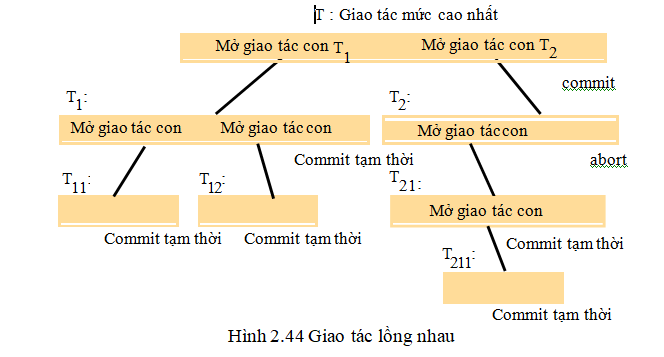 T : Giao tác mức cao nhất
Mở giao tác con T1 Mở giao tác con T2
commit
T1: T2:
Mở giao tác con Mở giao tác con Mở giao tác con
Commit tạm thời abort
T11: T12: T21:
Mở giao tác con
Commit tạm thời Commit tạm thời Commit tạm thời
T211:
Commit tạm thời
Hình 2.44 Giao tác lồng nhau